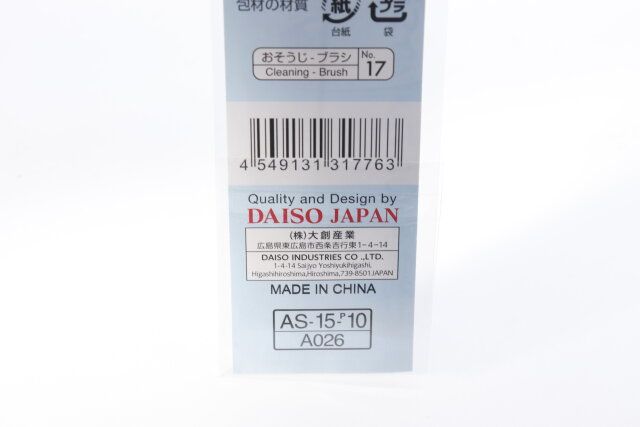 包材の材質
紙
プラ
台紙
袋
おそうじ-ブラシ
Cleaning - Brush
No.
17
4 549131 317763
Quality and Design by
DAISO JAPAN
(株)大創産業
広島県東広島市西条吉行東1-4-14
DAISO INDUSTRIES CO .,LTD.
1-4-14 Saijyo Yoshiyukihigashi,
Higashihiroshima,Hiroshima,739-8501.JAPAN
MADE IN CHINA
AS-15-P10
A026